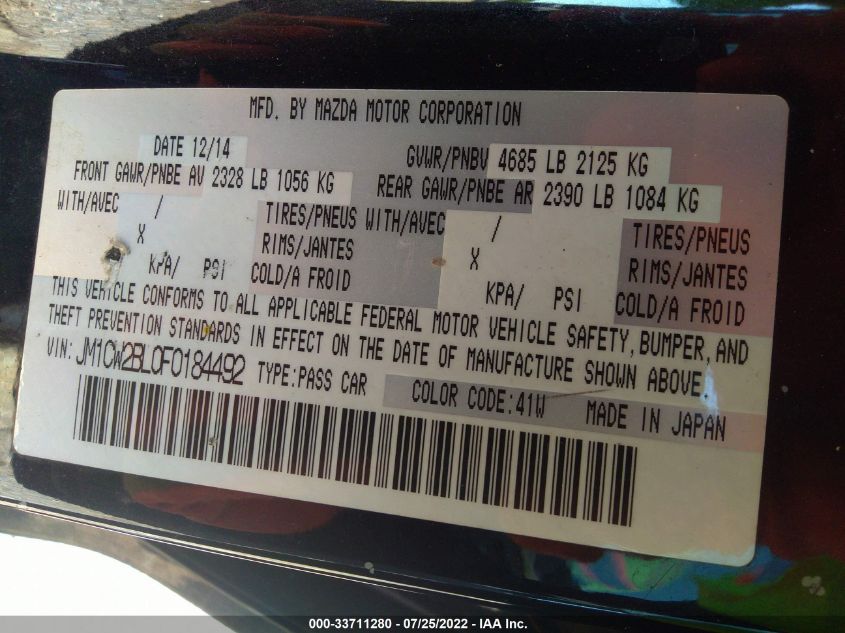 MFD. BY MAZDA MOTOR CORPORATION
DATE 12/14
GVWR/PNBV 4685 LB 2125 KG
FRONT GAWR/PNBE AV 2328 LB 1056 KG
REAR GAWR/PNBE AR 2390 LB 1084 KG
WITH/AVEC / TIRES/PNEUS WITH/AVEC / TIRES/PNEUS
X RIMS/JANTES X RIMS/JANTES
KPA/ PSI COLD/A FROID KPA/ PSI COLD/A FROID
THIS VEHICLE CONFORMS TO ALL APPLICABLE FEDERAL MOTOR VEHICLE SAFETY, BUMPER, AND
THEFT PREVENTION STANDARDS IN EFFECT ON THE DATE OF MANUFACTURE SHOWN ABOVE.
VIN: JM1CW2BL0F0184492 TYPE:PASS CAR COLOR CODE:41W MADE IN JAPAN
000-33711280 - 07/25/2022 - IAA Inc.